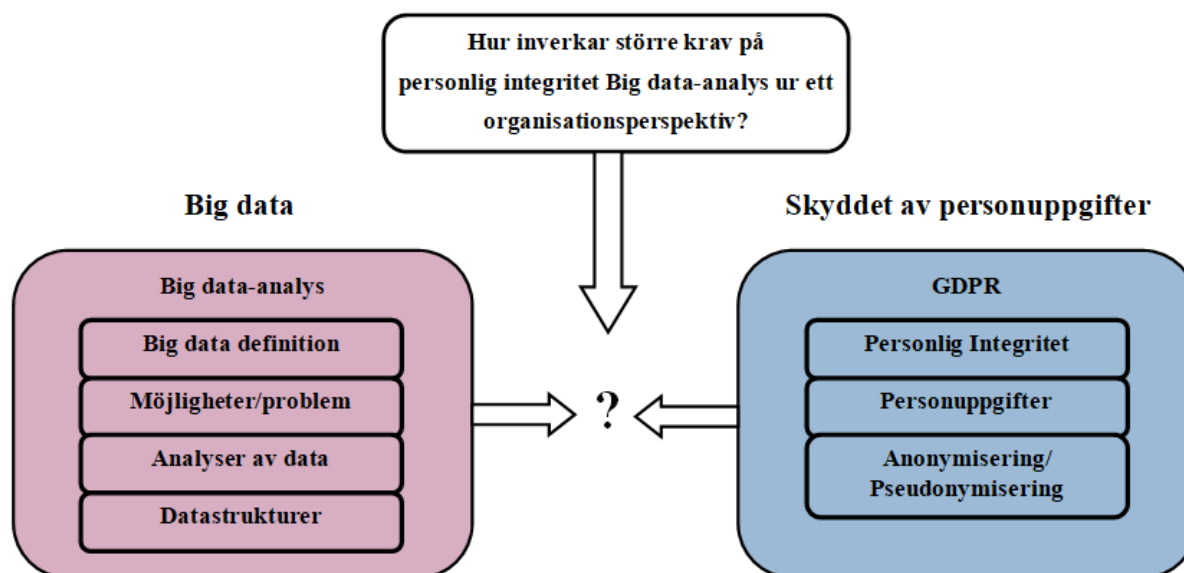 Hur inverkar större krav på
personlig integritet Big data-analys ur ett
organisationsperspektiv?
Big data
Big data-analys
Big data definition
Möjligheter/problem
Analyser av data
Datastrukturer
?
Skyddet av personuppgifter
GDPR
Personlig Integritet
Personuppgifter
Anonymisering/
Pseudonymisering